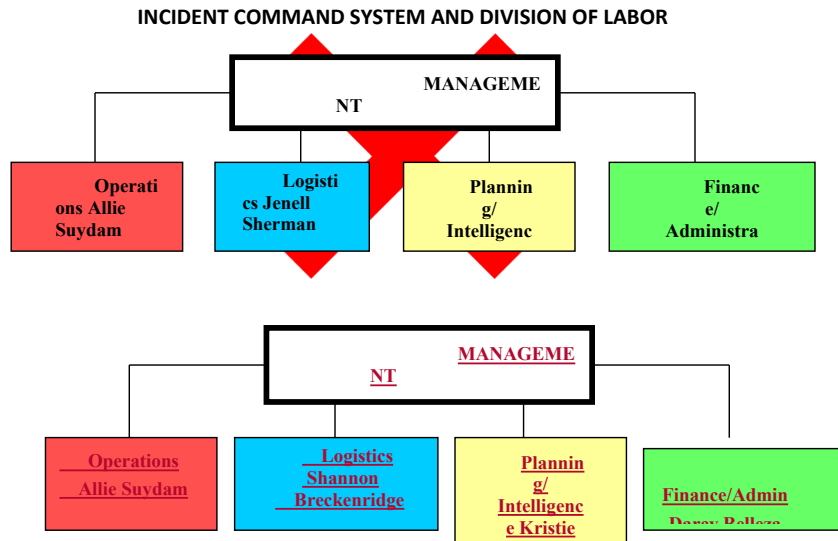 INCIDENT COMMAND SYSTEM AND DIVISION OF LABOR
MANAGEME
NT
Operati
ons Allie
Suydam
Logisti
cs Jenell
Sherman
Plannin
g/
Intelligenc
Financ
e/
Administra
MANAGEME
NT
Operations
Allie Suydam
Logistics
Shannon
Breckenridge
Plannin
g/
Intelligenc
e Kristie
Finance/Admin